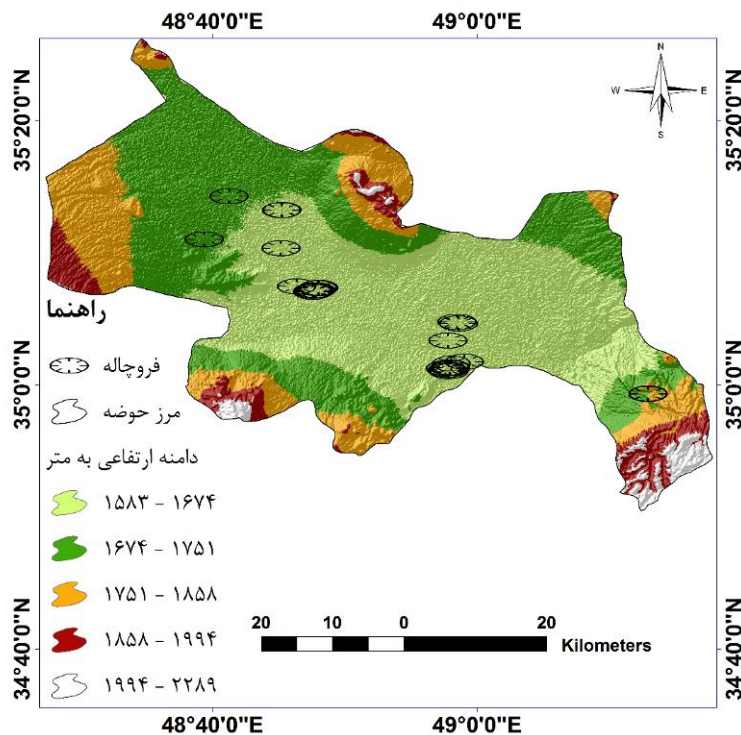 48°40'0"E 49°0'0"E
N
W E
S
35°20'0"N 35°20'0"N
35°0'0"N 35°0'0"N
34°40'0"N 34°40'0"N
راهنما
فروچاله
مرز حوضه
دامنه ارتفاعی به متر
۱۵۸۳ - ۱۶۷۴
۱۶۷۴ - ۱۷۵۱
۱۷۵۱ - ۱۸۵۸
۱۸۵۸ - ۱۹۹۴
۱۹۹۴ - ۲۲۸۹
20 10 0 20
Kilometers
48°40'0"E 49°0'0"E